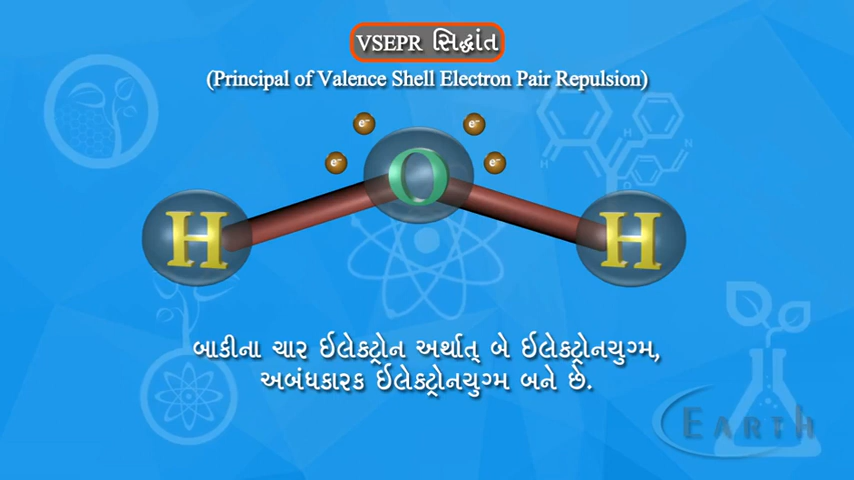 VSEPR સિદ્ધાંત
(Principal of Valence Shell Electron Pair Repulsion)
e⁻ e⁻
e⁻ O e⁻
H H
બાકીના ચાર ઈલેક્ટ્રોન અર્થાત્ બે ઈલેક્ટ્રોનયુગ્મ,
અબંધકારક ઈલેક્ટ્રોનયુગ્મ બને છે.
EARTH